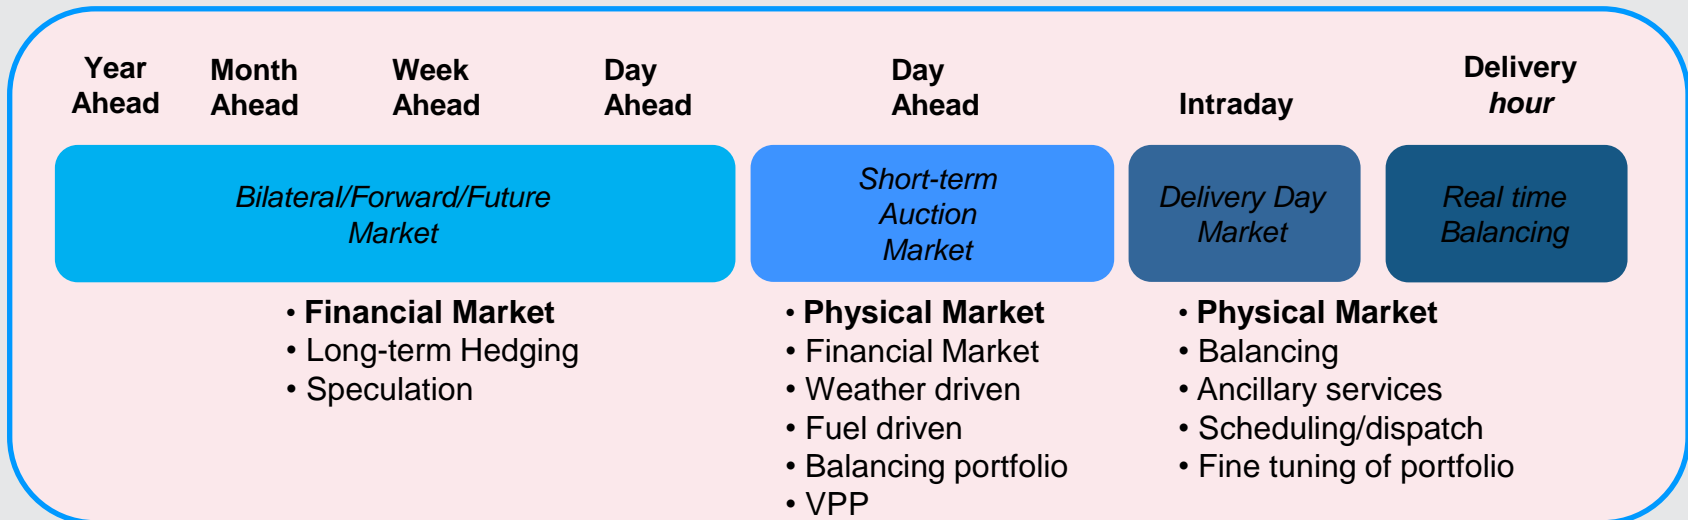 Year
Ahead
Month
Ahead
Week
Ahead
Day
Ahead
Day
Ahead
Intraday
Delivery
hour
Bilateral/Forward/Future
Market
Short-term
Auction
Market
Delivery Day
Market
Real time
Balancing
• Financial Market
• Long-term Hedging
• Speculation
• Physical Market
• Financial Market
• Weather driven
• Fuel driven
• Balancing portfolio
• VPP
• Physical Market
• Balancing
• Ancillary services
• Scheduling/dispatch
• Fine tuning of portfolio